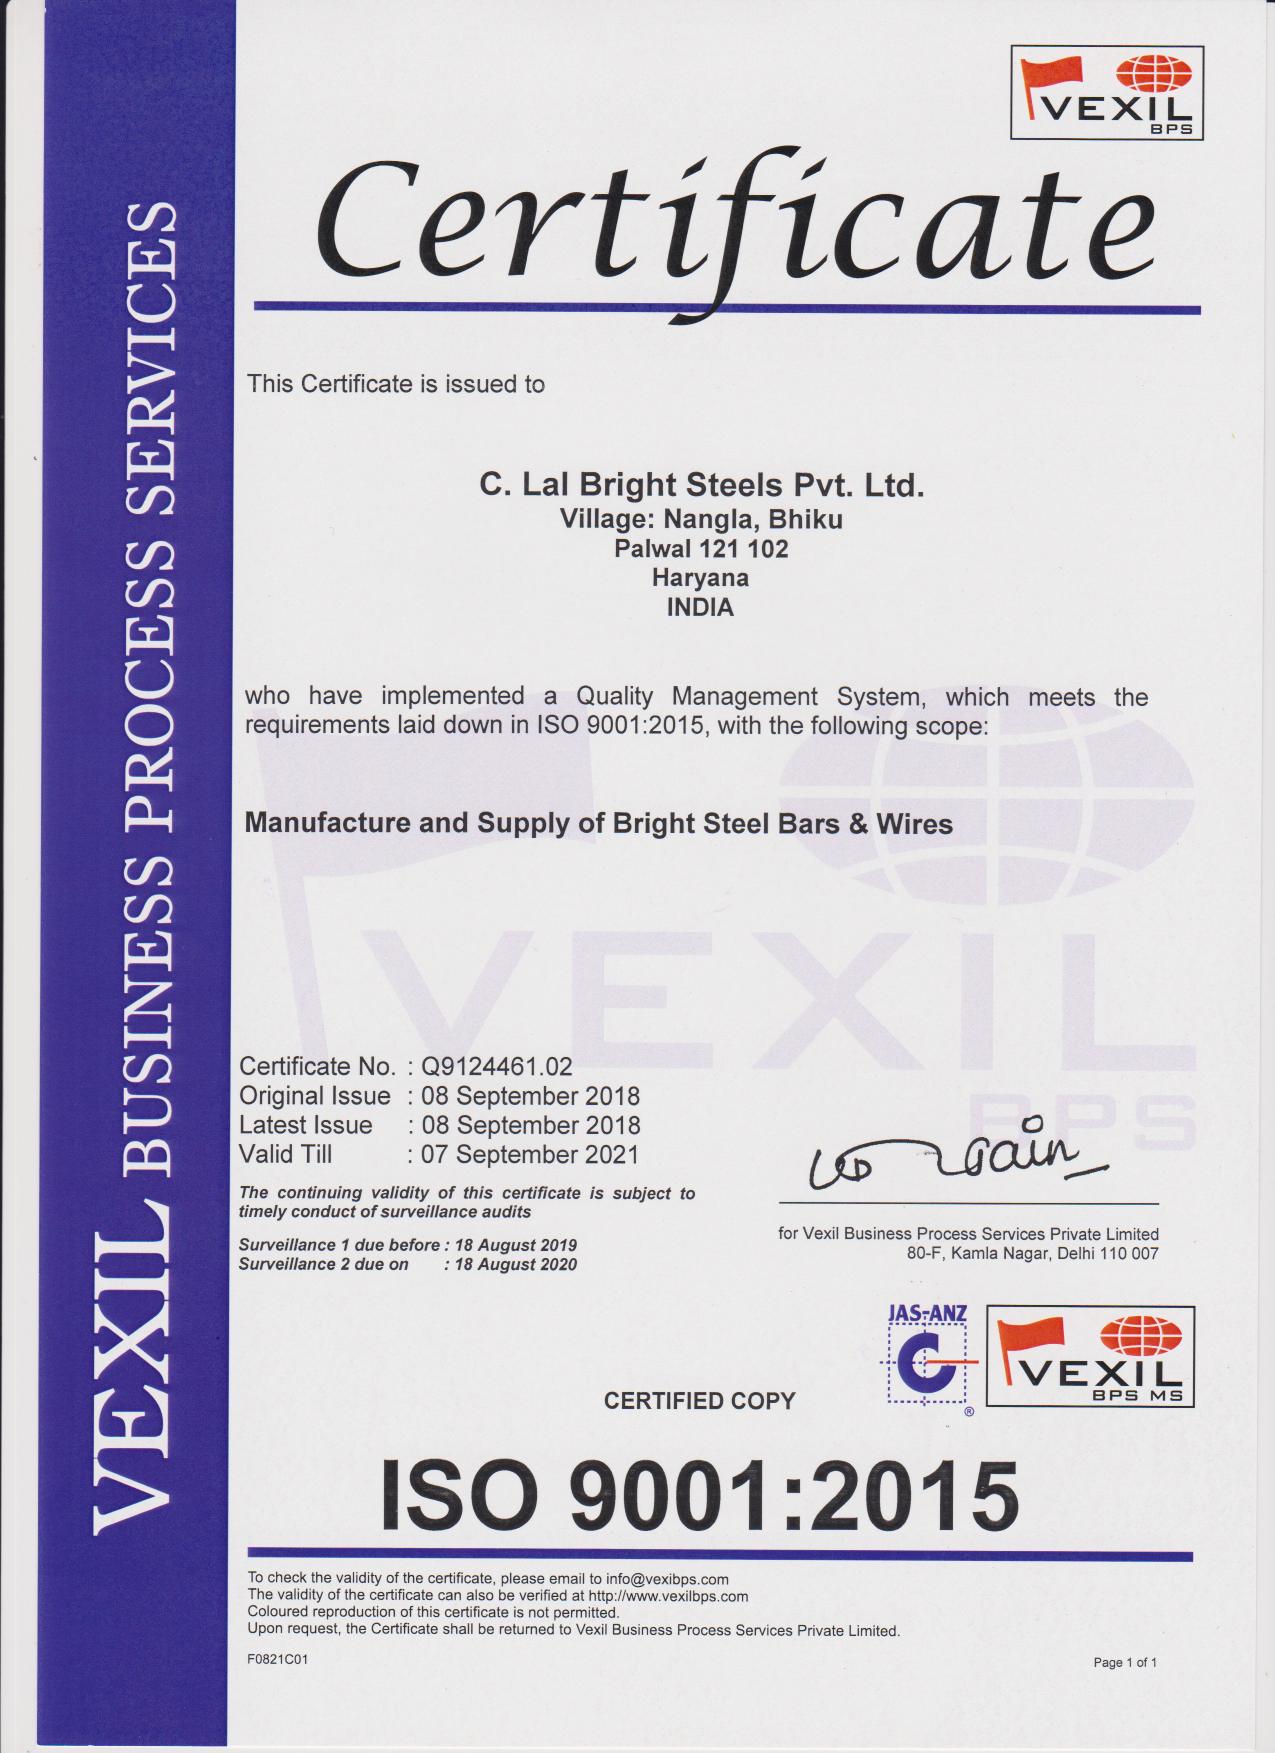 VEXIL
BPS
Certificate
VEXIL BUSINESS PROCESS SERVICES
This Certificate is issued to
C. Lal Bright Steels Pvt. Ltd.
Village: Nangla, Bhiku
Palwal 121 102
Haryana
INDIA
who have implemented a Quality Management System, which meets the
requirements laid down in ISO 9001:2015, with the following scope:
Manufacture and Supply of Bright Steel Bars & Wires
VEXIL
BPS
Certificate No. : Q9124461.02
Original Issue : 08 September 2018
Latest Issue : 08 September 2018
Valid Till : 07 September 2021
The continuing validity of this certificate is subject to
timely conduct of surveillance audits
Surveillance 1 due before : 18 August 2019
Surveillance 2 due on : 18 August 2020
for Vexil Business Process Services Private Limited
80-F, Kamla Nagar, Delhi 110 007
JAS-ANZ
®
VEXIL
BPS MS
CERTIFIED COPY
ISO 9001:2015
To check the validity of the certificate, please email to info@vexibps.com
The validity of the certificate can also be verified at http://www.vexilbps.com
Coloured reproduction of this certificate is not permitted.
Upon request, the Certificate shall be returned to Vexil Business Process Services Private Limited.
F0821C01
Page 1 of 1